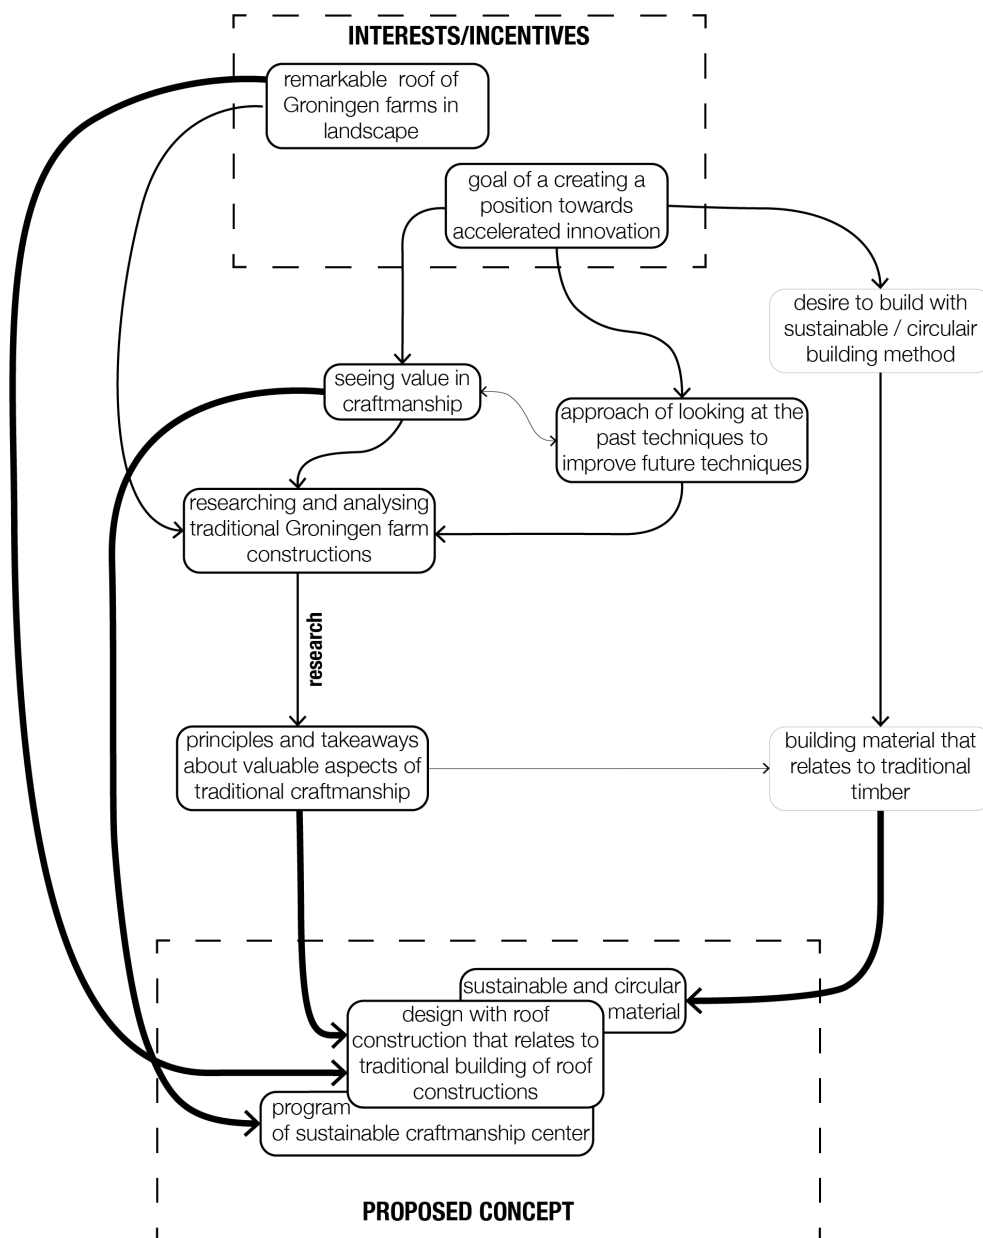 INTERESTS/INCENTIVES
remarkable roof of
Groningen farms in
landscape
goal of a creating a
position towards
accelerated innovation
desire to build with
sustainable / circulair
building method
seeing value in
craftmanship
approach of looking at the
past techniques to
improve future techniques
researching and analysing
traditional Groningen farm
constructions
research
principles and takeaways
about valuable aspects of
traditional craftmanship
building material that
relates to traditional
timber
sustainable and circular
material
design with roof
construction that relates to
traditional building of roof
constructions
program
of sustainable craftmanship center
PROPOSED CONCEPT